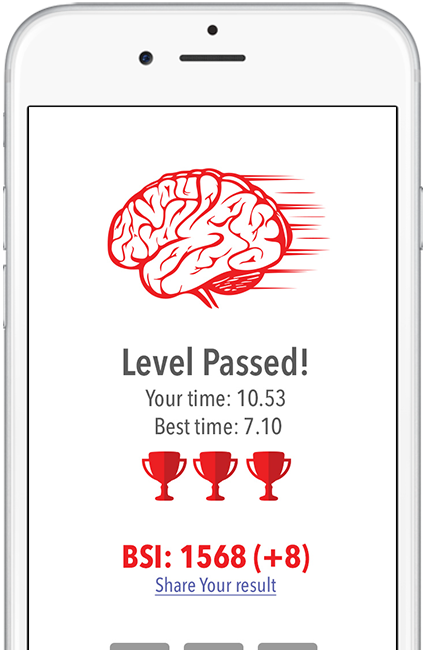 Level Passed!
Your time: 10.53
Best time: 7.10
BSI: 1568 (+8)
Share Your result